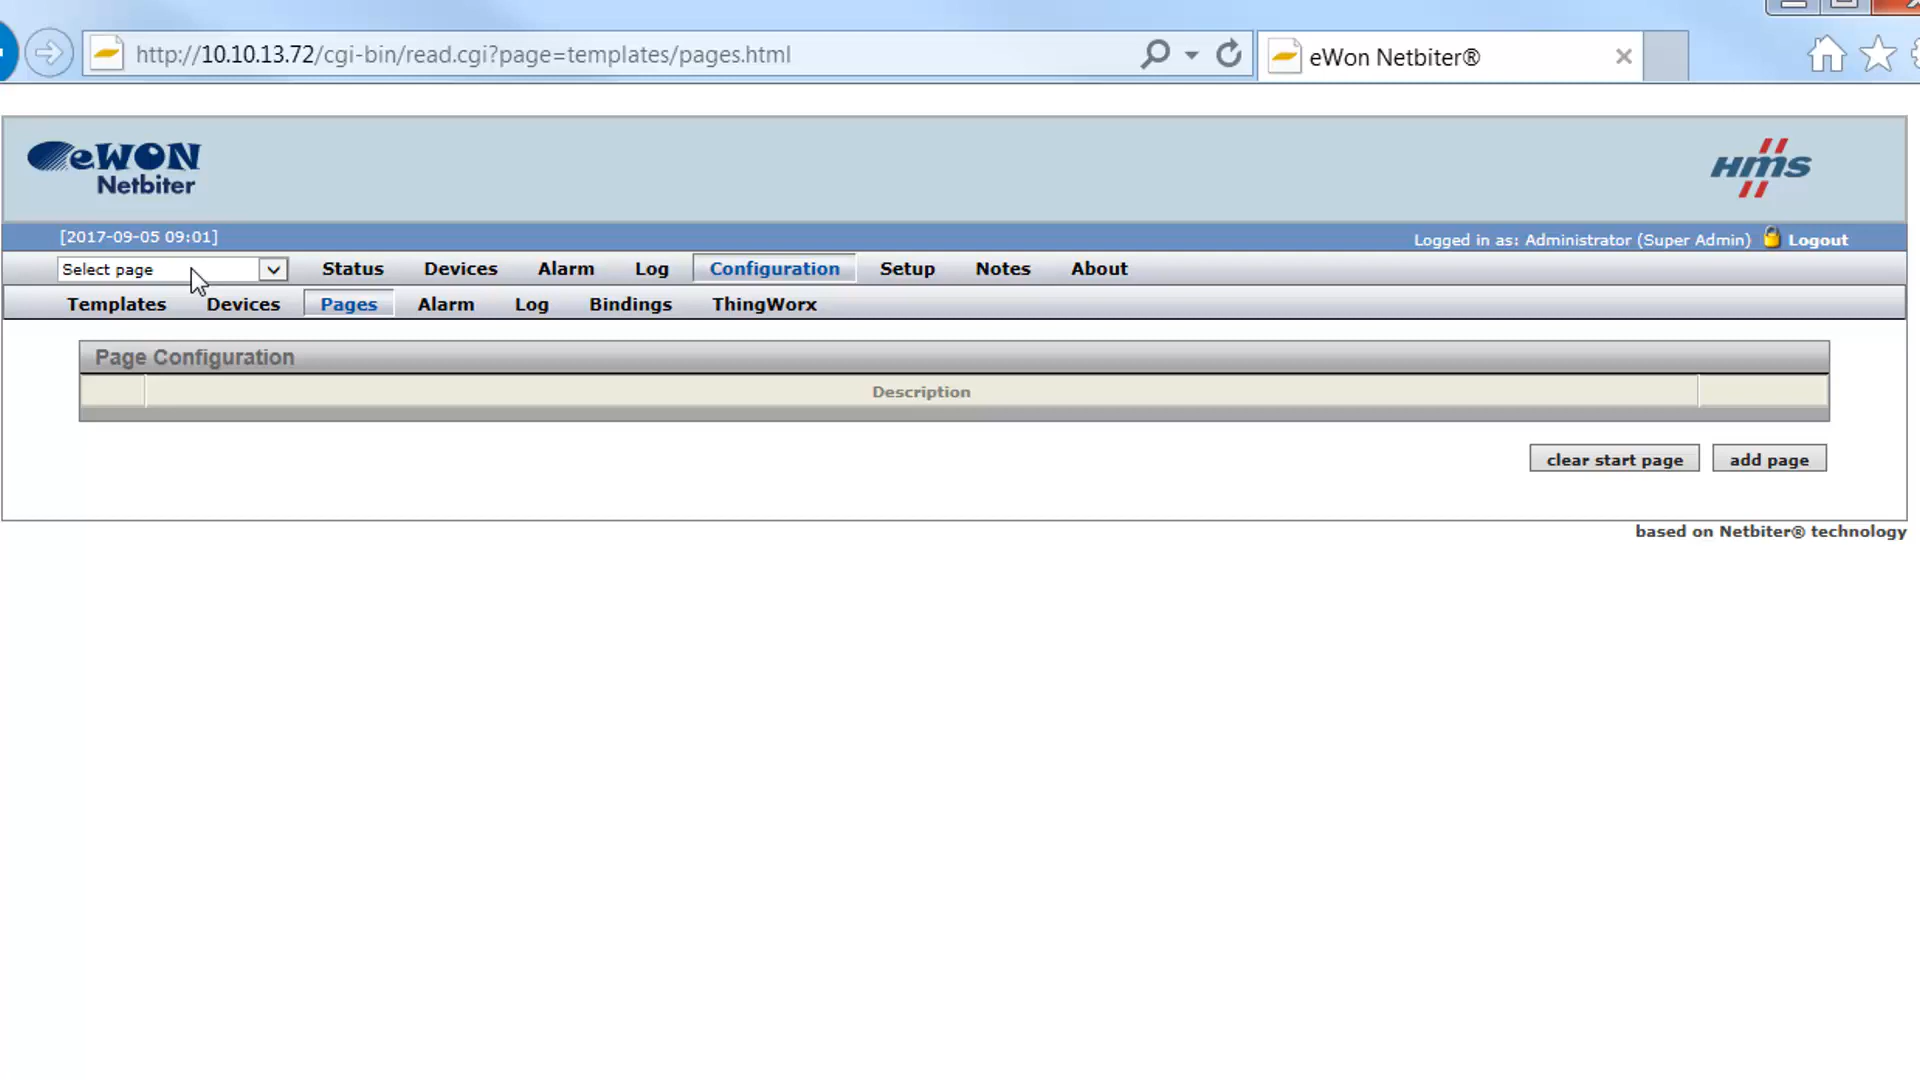 http://10.10.13.72/cgi-bin/read.cgi?page=templates/pages.html
eWon Netbiter®
eWON
Netbiter
HMS
[2017-09-05 09:01]
Logged in as: Administrator (Super Admin) Logout
Select page Status Devices Alarm Log Configuration Setup Notes About
Templates Devices Pages Alarm Log Bindings ThingWorx
Page Configuration
Description
clear start page add page
based on Netbiter® technology